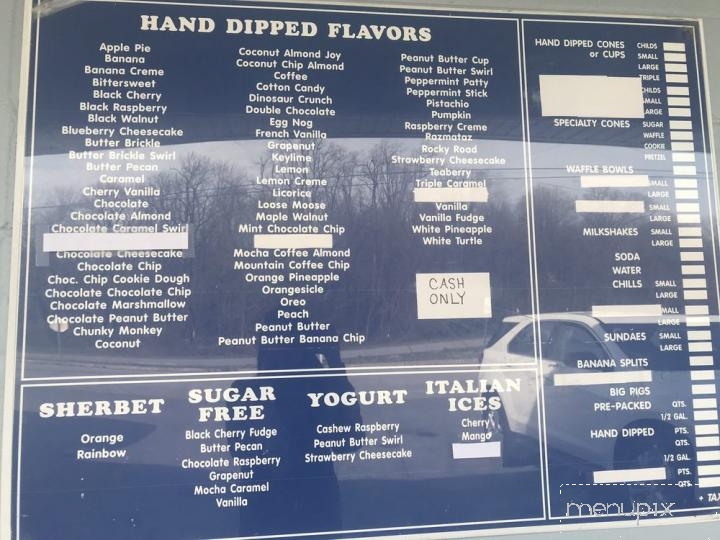 HAND DIPPED FLAVORS
Apple Pie
Banana
Banana Creme
Bittersweet
Black Cherry
Black Raspberry
Black Walnut
Blueberry Cheesecake
Butter Brickle
Butter Brickle Swirl
Butter Pecan
Caramel
Cherry Vanilla
Chocolate
Chocolate Almond
Chocolate Caramel Swirl
Chocolate Cheesecake
Chocolate Chip
Choc. Chip Cookie Dough
Chocolate Chocolate Chip
Chocolate Marshmallow
Chocolate Peanut Butter
Chunky Monkey
Coconut
Coconut Almond Joy
Coconut Chip Almond
Coffee
Cotton Candy
Dinosaur Crunch
Double Chocolate
Egg Nog
French Vanilla
Grapenut
Keylime
Lemon
Lemon Creme
Licorice
Loose Moose
Maple Walnut
Mint Chocolate Chip
Mocha Coffee Almond
Mountain Coffee Chip
Orange Pineapple
Orangesicle
Oreo
Peach
Peanut Butter
Peanut Butter Banana Chip
Peanut Butter Cup
Peanut Butter Swirl
Peppermint Patty
Peppermint Stick
Pistachio
Pumpkin
Raspberry Creme
Razmataz
Rocky Road
Strawberry Cheesecake
Teaberry
Triple Caramel
Vanilla
Vanilla Fudge
White Pineapple
White Turtle
CASH
ONLY
HAND DIPPED CONES CHILDS
or CUPS SMALL
LARGE
TRIPLE
CHILDS
SMALL
LARGE
SPECIALTY CONES SUGAR
WAFFLE
COOKIE
PRETZEL
WAFFLE BOWLS
SMALL
LARGE
SMALL
LARGE
MILKSHAKES SMALL
LARGE
SODA
WATER
CHILLS SMALL
LARGE
SMALL
LARGE
SUNDAES SMALL
LARGE
BANANA SPLITS
BIG PIGS
PRE-PACKED QTS.
1/2 GAL.
HAND DIPPED PTS.
QTS.
1/2 GAL.
PTS.
QTS.
+ TAX
SHERBET
Orange
Rainbow
SUGAR
FREE
Black Cherry Fudge
Butter Pecan
Chocolate Raspberry
Grapenut
Mocha Caramel
Vanilla
YOGURT
Cashew Raspberry
Peanut Butter Swirl
Strawberry Cheesecake
ITALIAN
ICES
Cherry
Mango
menupix